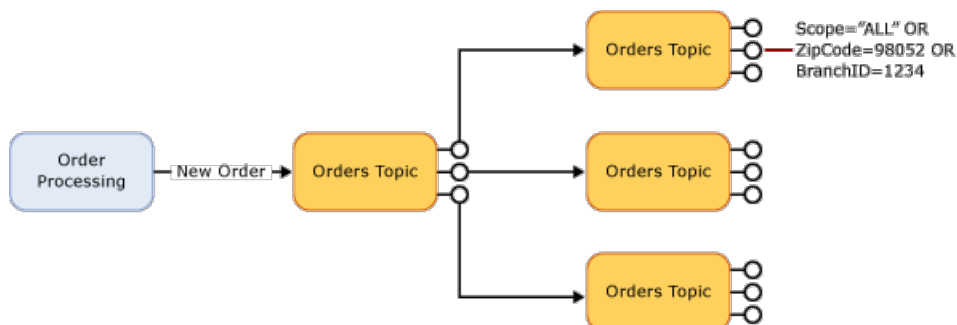 Order
Processing
New Order
Orders Topic
Orders Topic
Scope="ALL" OR
ZipCode=98052 OR
BranchID=1234
Orders Topic
Orders Topic